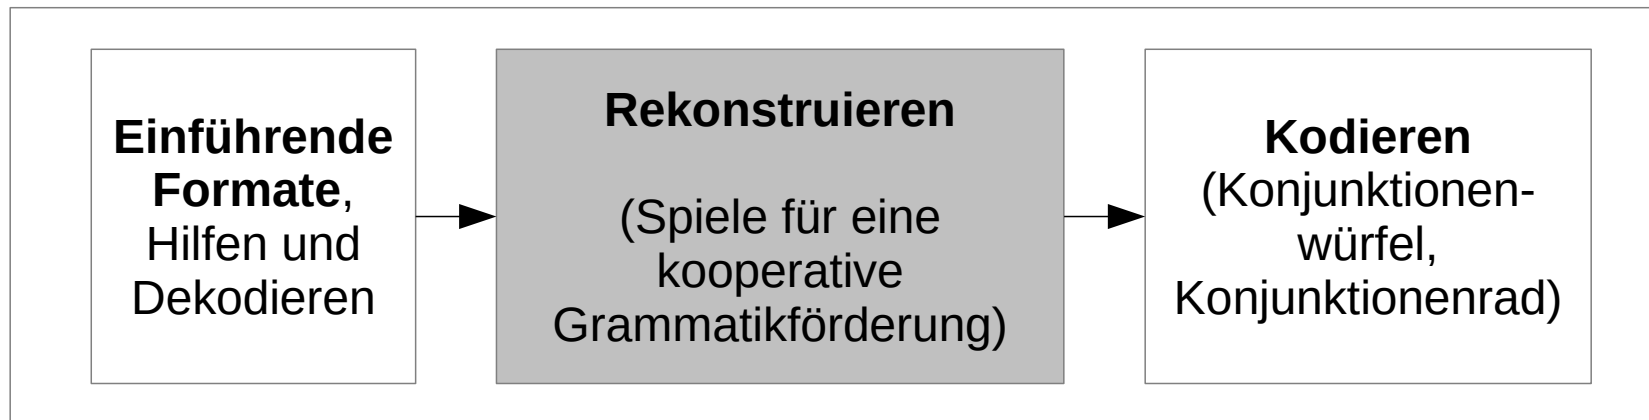 Einführende
Formate,
Hilfen und
Dekodieren
Rekonstruieren
(Spiele für eine
kooperative
Grammatikförderung)
Kodieren
(Konjunktionen-
würfel,
Konjunktionenrad)